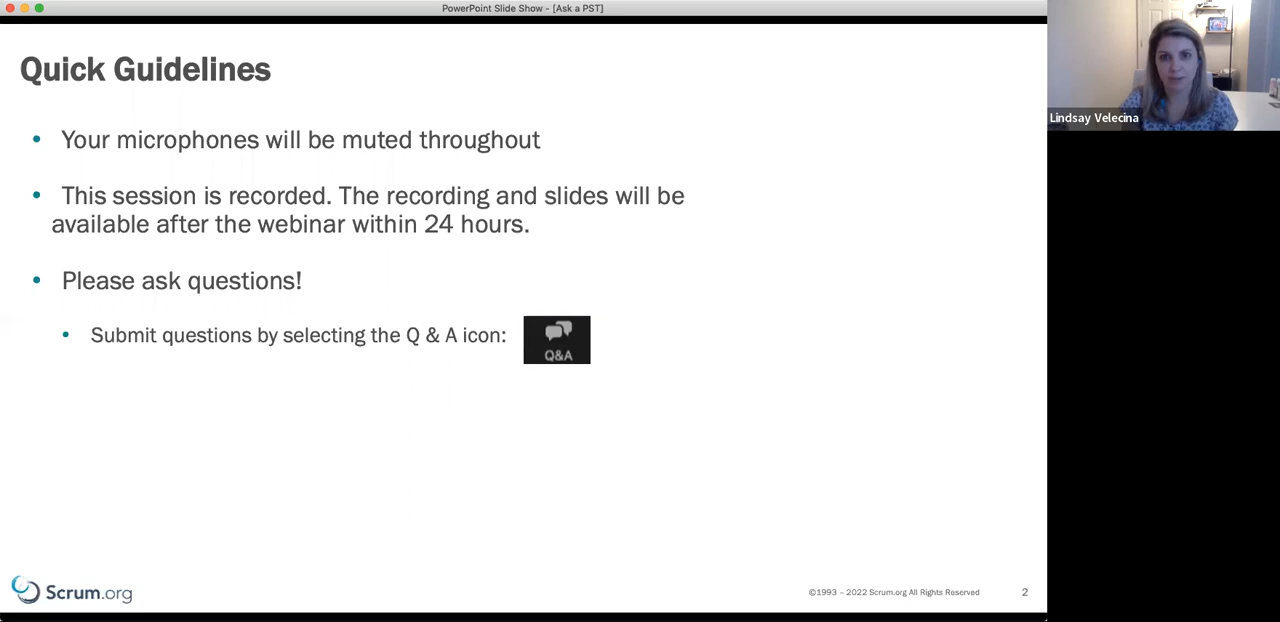 PowerPoint Slide Show - [Ask a PST]
Quick Guidelines
• Your microphones will be muted throughout
• This session is recorded. The recording and slides will be
available after the webinar within 24 hours.
• Please ask questions!
• Submit questions by selecting the Q & A icon:
Q&A
Lindsay Velecina
Scrum.org
©1993 – 2022 Scrum.org All Rights Reserved
2